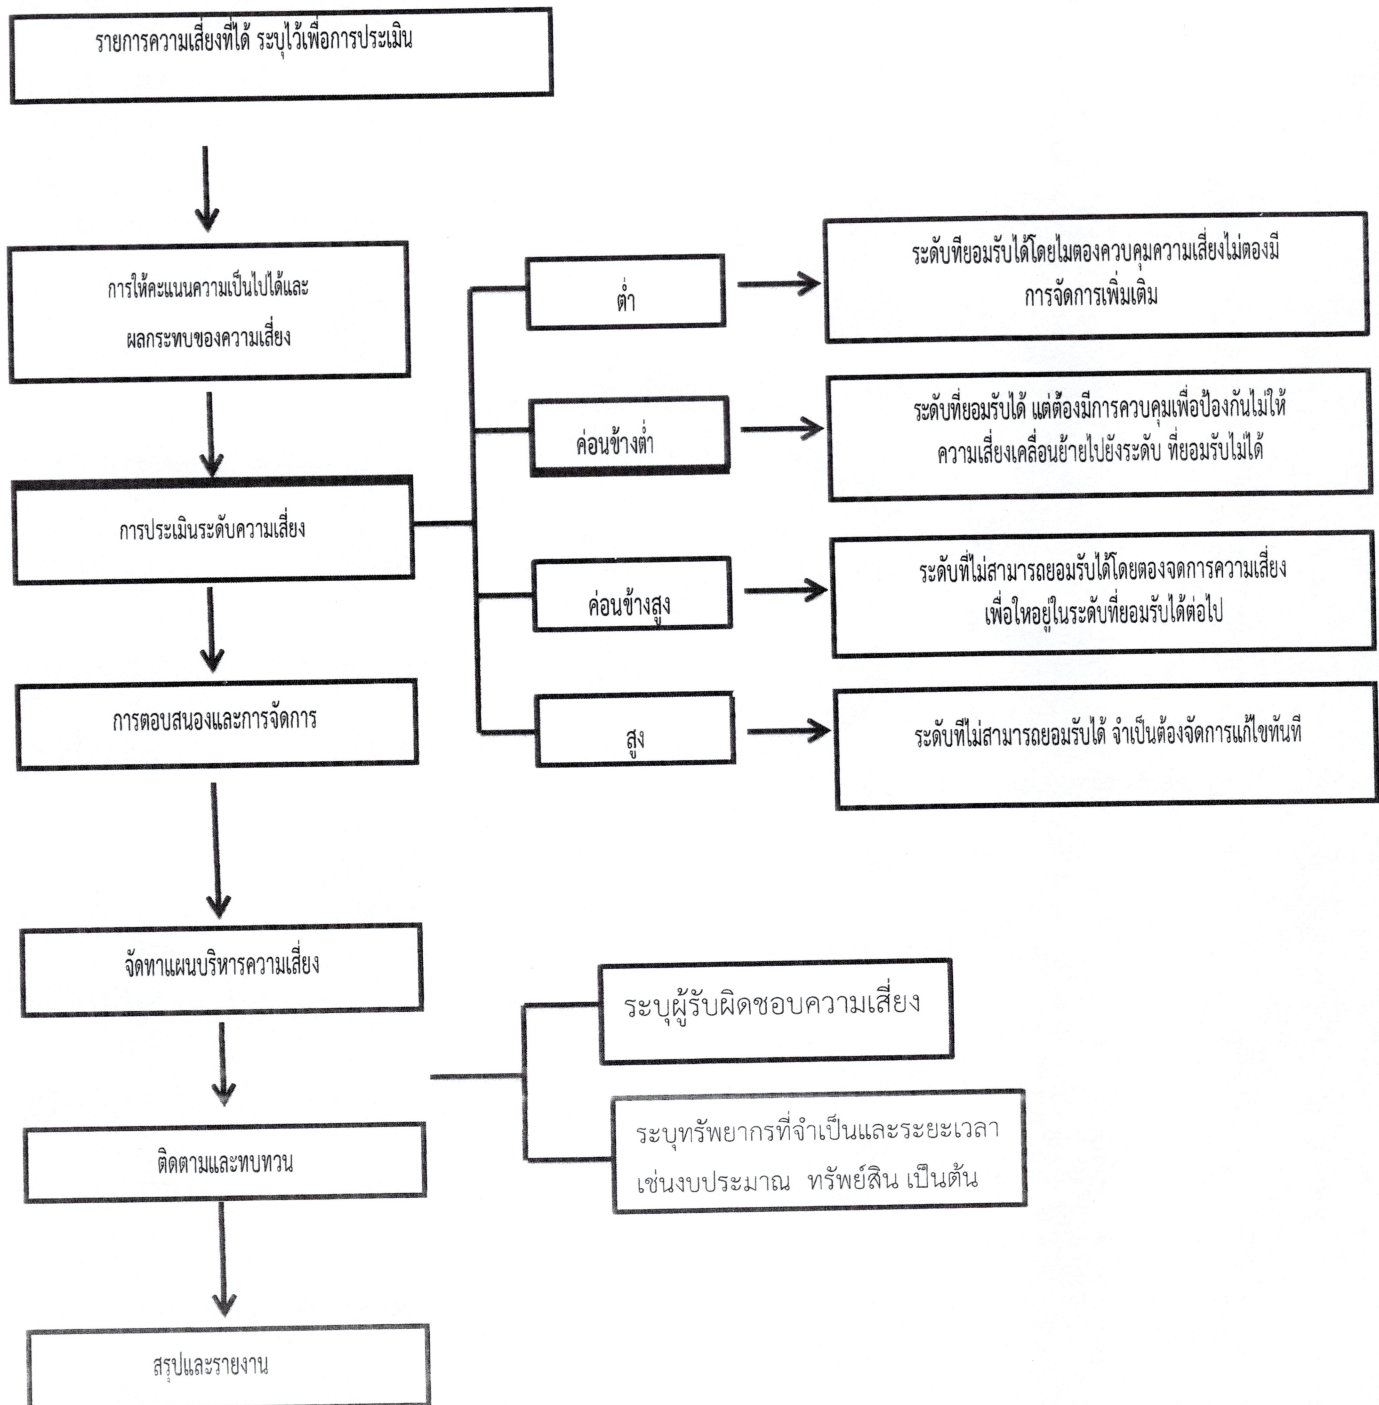 รายการความเสี่ยงที่ได้ ระบุไว้เพื่อการประเมิน
การให้คะแนนความเป็นไปได้และ
ผลกระทบของความเสี่ยง
การประเมินระดับความเสี่ยง
ต่ำ
ระดับทียอมรับได้โดยไมตองควบคุมความเสี่ยงไม่ตองมี
การจัดการเพิ่มเติม
ค่อนข้างต่ำ
ระดับที่ยอมรับได้ แต่ต้องมีการควบคุมเพื่อป้องกันไม่ให้
ความเสี่ยงเคลื่อนย้ายไปยังระดับ ที่ยอมรับไม่ได้
ค่อนข้างสูง
ระดับที่ไม่สามารถยอมรับได้โดยตองจดการความเสี่ยง
เพื่อใหอยู่ในระดับที่ยอมรับได้ต่อไป
สูง
ระดับทีไม่สามารถยอมรับได้ จำเป็นต้องจัดการแก้ไขทันที
การตอบสนองและการจัดการ
จัดทาแผนบริหารความเสี่ยง
ระบุผู้รับผิดชอบความเสี่ยง
ระบุทรัพยากรที่จำเป็นและระยะเวลา
เช่นงบประมาณ ทรัพย์สิน เป็นต้น
ติดตามและทบทวน
สรุปและรายงาน